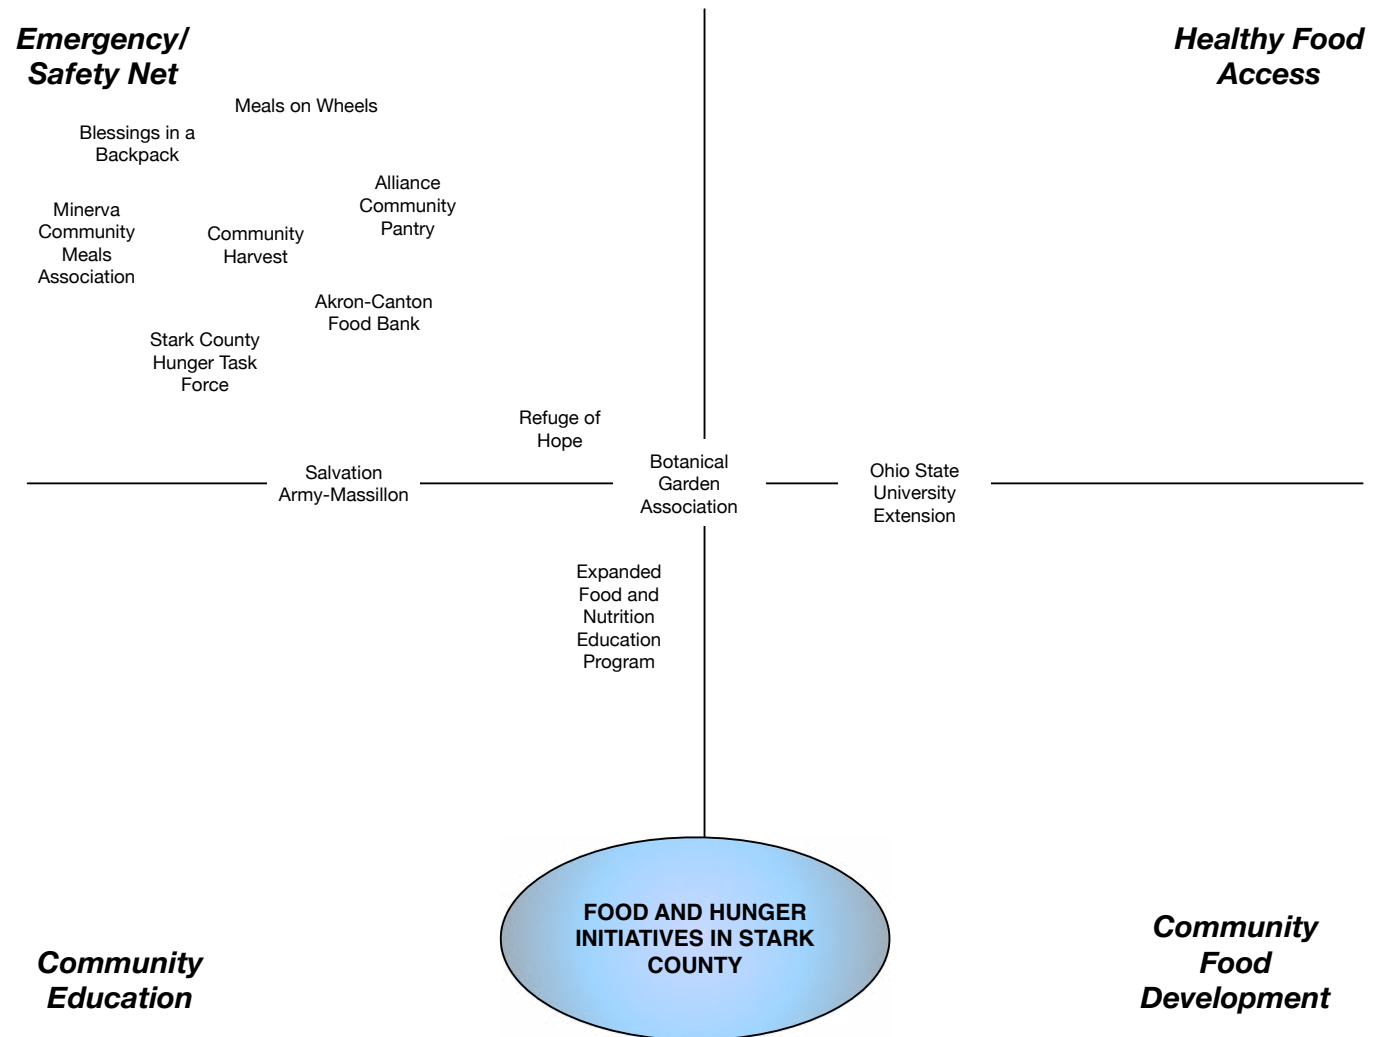 Emergency/
Safety Net
Healthy Food
Access
Meals on Wheels
Blessings in a
Backpack
Alliance
Community
Pantry
Minerva
Community
Meals
Association
Community
Harvest
Akron-Canton
Food Bank
Stark County
Hunger Task
Force
Refuge of
Hope
Salvation
Army-Massillon
Botanical
Garden
Association
Ohio State
University
Extension
Expanded
Food and
Nutrition
Education
Program
FOOD AND HUNGER
INITIATIVES IN STARK
COUNTY
Community
Education
Community
Food
Development